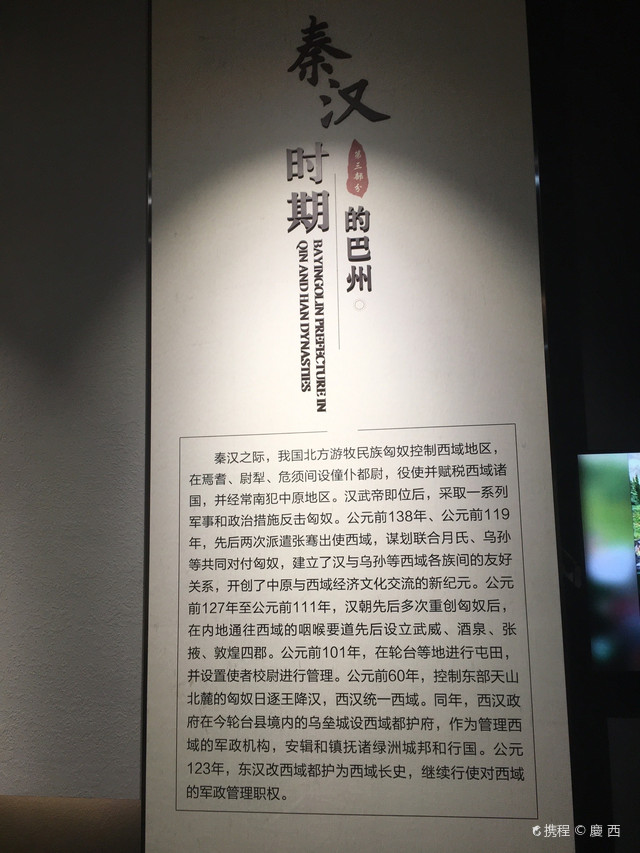 秦汉
时期
第三部分
的巴州
BAYINGOLIN PREFECTURE IN
QIN AND HAN DYNASTIES
秦汉之际，我国北方游牧民族匈奴控制西域地区，
在焉耆、尉犁、危须间设僮仆都尉，役使并赋税西域诸
国，并经常南犯中原地区。汉武帝即位后，采取一系列
军事和政治措施反击匈奴。公元前138年、公元前119
年，先后两次派遣张骞出使西域，谋划联合月氏、乌孙
等共同对付匈奴，建立了汉与乌孙等西域各族间的友好
关系，开创了中原与西域经济文化交流的新纪元。公元
前127年至公元前111年，汉朝先后多次重创匈奴后，
在内地通往西域的咽喉要道先后设立武威、酒泉、张
掖、敦煌四郡。公元前101年，在轮台等地进行屯田，
并设置使者校尉进行管理。公元前60年，控制东部天山
北麓的匈奴日逐王降汉，西汉统一西域。同年，西汉政
府在今轮台县境内的乌垒城设西域都护府，作为管理西
域的军政机构，安辑和镇抚诸绿洲城邦和行国。公元
123年，东汉改西域都护为西域长史，继续行使对西域
的军政管理职权。
携程 © 慶西